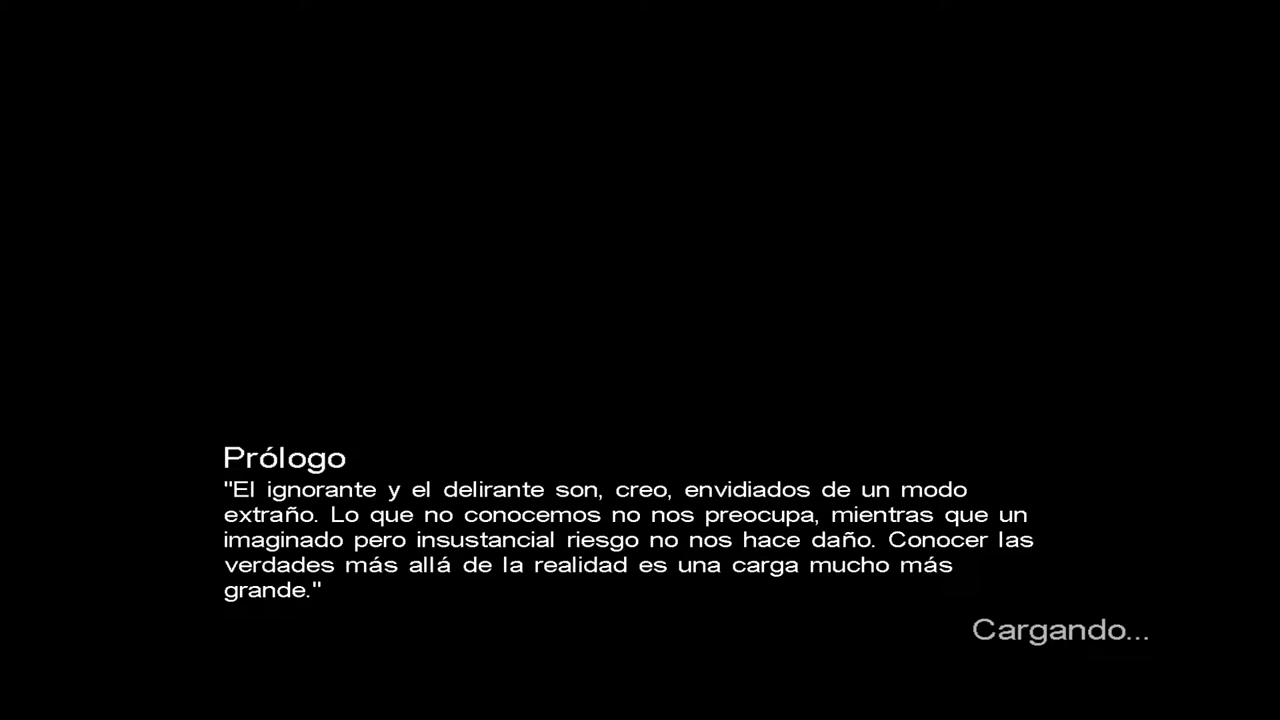 Prólogo
"El ignorante y el delirante son, creo, envidiados de un modo
extraño. Lo que no conocemos no nos preocupa, mientras que un
imaginado pero insustancial riesgo no nos hace daño. Conocer las
verdades más allá de la realidad es una carga mucho más
grande."
Cargando...